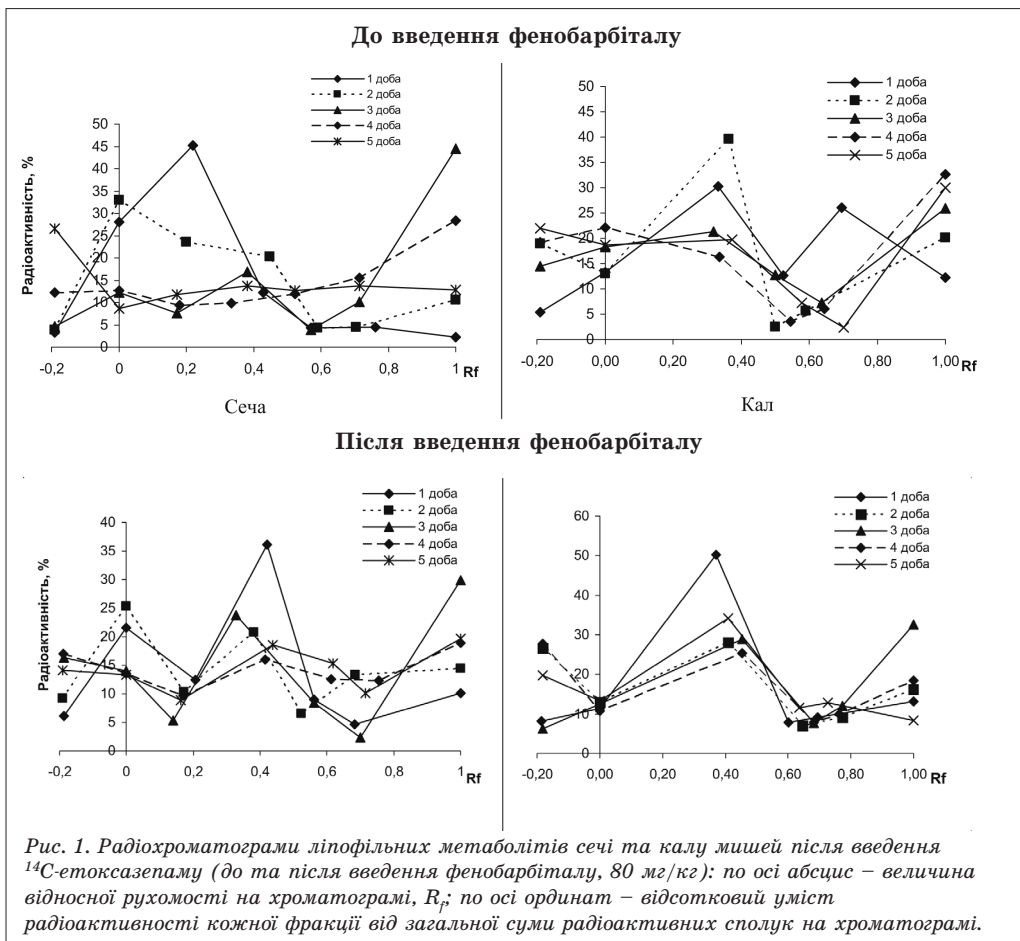 До введення фенобарбіталу
1 доба
2 доба
3 доба
4 доба
5 доба
Радіоактивність, %
50
45
40
35
30
25
20
15
10
5
0
-0,2 0 0,2 0,4 0,6 0,8 1 Rf
Сеча
1 доба
2 доба
3 доба
4 доба
5 доба
50
45
40
35
30
25
20
15
10
5
0
-0,20 0,00 0,20 0,40 0,60 0,80 1,00 Rf
Кал
Після введення фенобарбіталу
1 доба
2 доба
3 доба
4 доба
5 доба
Радіоактивність, %
40
35
30
25
20
15
10
5
0
-0,2 0 0,2 0,4 0,6 0,8 1
Rf
1 доба
2 доба
3 доба
4 доба
5 доба
60
50
40
30
20
10
0
-0,20 0,00 0,20 0,40 0,60 0,80 1,00
Rf
Рис. 1. Радіохроматограми ліпофільних метаболітів сечі та калу мишей після введення
¹⁴С-етоксазепаму (до та після введення фенобарбіталу, 80 мг/кг): по осі абсцис – величина
відносної рухомості на хроматограмі, Rf; по осі ординат – відсотковий уміст
радіоактивності кожної фракції від загальної суми радіоактивних сполук на хроматограмі.